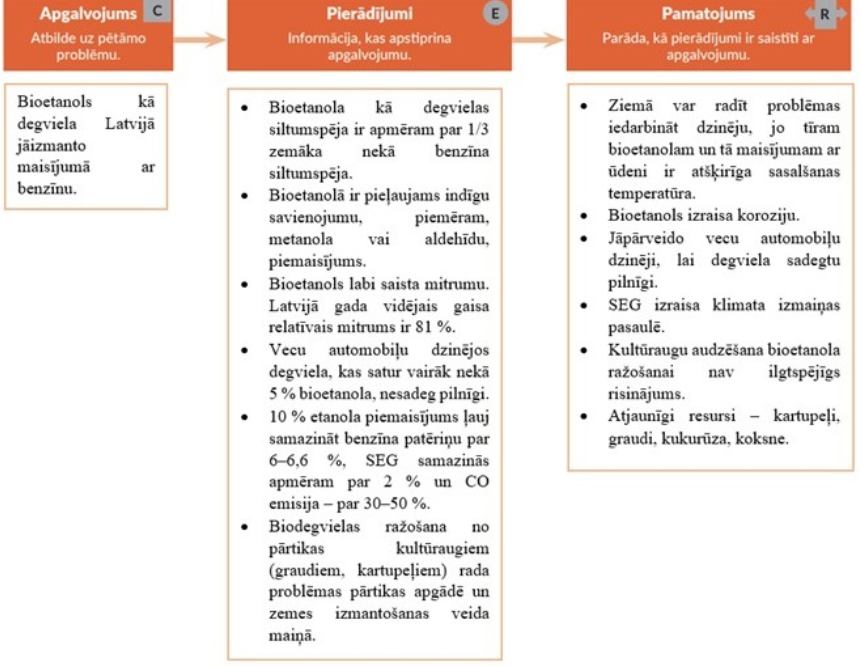 Apgalvojums C
Atbilde uz pētāmo
problēmu.
Bioetanols kā
degviela Latvijā
jāizmanto
maisījumā ar
benzīnu.
Pierādījumi E
Informācija, kas apstiprina
apgalvojumu.
• Bioetanola kā degvielas
siltumspēja ir apmēram par 1/3
zemāka nekā benzīna
siltumspēja.
• Bioetanolā ir pieļaujams indīgu
savienojumu, piemēram,
metanola vai aldehīdu,
piemaisījums.
• Bioetanols labi saista mitrumu.
Latvijā gada vidējais gaisa
relatīvais mitrums ir 81 %.
• Vecu automobiļu dzinējos
degviela, kas satur vairāk nekā
5 % bioetanola, nesadeg pilnīgi.
• 10 % etanola piemaisījums ļauj
samazināt benzīna patēriņu par
6–6,6 %, SEG samazinās
apmēram par 2 % un CO
emisija – par 30–50 %.
• Biodegvielas ražošana no
pārtikas kultūraugiem
(graudiem, kartupeļiem) rada
problēmas pārtikas apgādē un
zemes izmantošanas veida
maiņā.
Pamatojums R
Parāda, kā pierādījumi ir saistīti ar
apgalvojumu.
• Ziemā var radīt problēmas
iedarbināt dzinēju, jo tīram
bioetanolam un tā maisījumam ar
ūdeni ir atšķirīga sasalšanas
temperatūra.
• Bioetanols izraisa koroziju.
• Jāpārveido vecu automobiļu
dzinēji, lai degviela sadegtu
pilnīgi.
• SEG izraisa klimata izmaiņas
pasaulē.
• Kultūraugu audzēšana bioetanola
ražošanai nav ilgtspējīgs
risinājums.
• Atjaunīgi resursi – kartupeļi,
graudi, kukurūza, koksne.